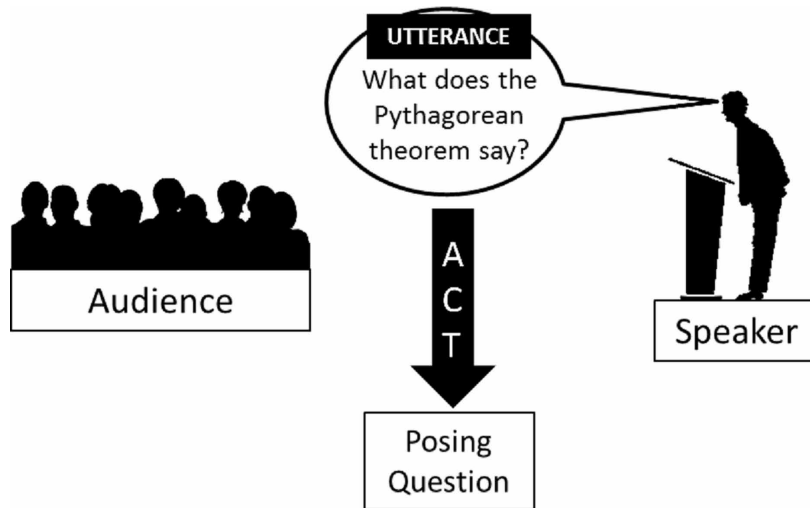 UTTERANCE
What does the
Pythagorean
theorem say?
Audience
A
C
T
Speaker
Posing
Question